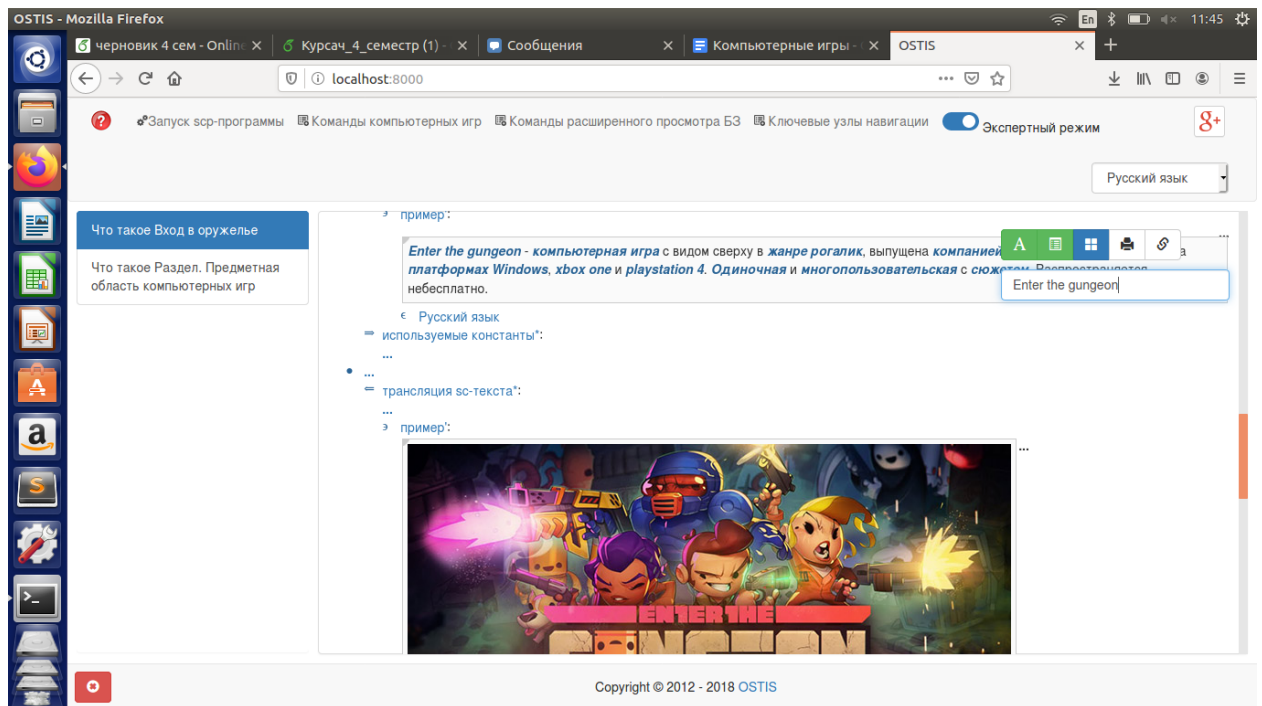 OSTIS - Mozilla Firefox
En
11:45
черновик 4 сем - Online
Курсач_4_семестр (1) -
Сообщения
Компьютерные игры -
OSTIS
localhost:8000
Запуск scp-программы
Команды компьютерных игр
Команды расширенного просмотра БЗ
Ключевые узлы навигации
Экспертный режим
g+
Русский язык
Что такое Вход в оружелье
Что такое Раздел. Предметная
область компьютерных игр
пример':
Enter the gungeon - компьютерная игра с видом сверху в жанре рогалик, выпущена компанией
а
платформах Windows, xbox one и playstation 4. Одиночная и многопользовательская с сюжетом. Распространяется
небесплатно.
A
Enter the gungeon
Русский язык
используемые константы*:
...
...
трансляция sc-текста*:
...
пример':
...
ENTER THE
GUNGEON
a
S
Copyright © 2012 - 2018 OSTIS